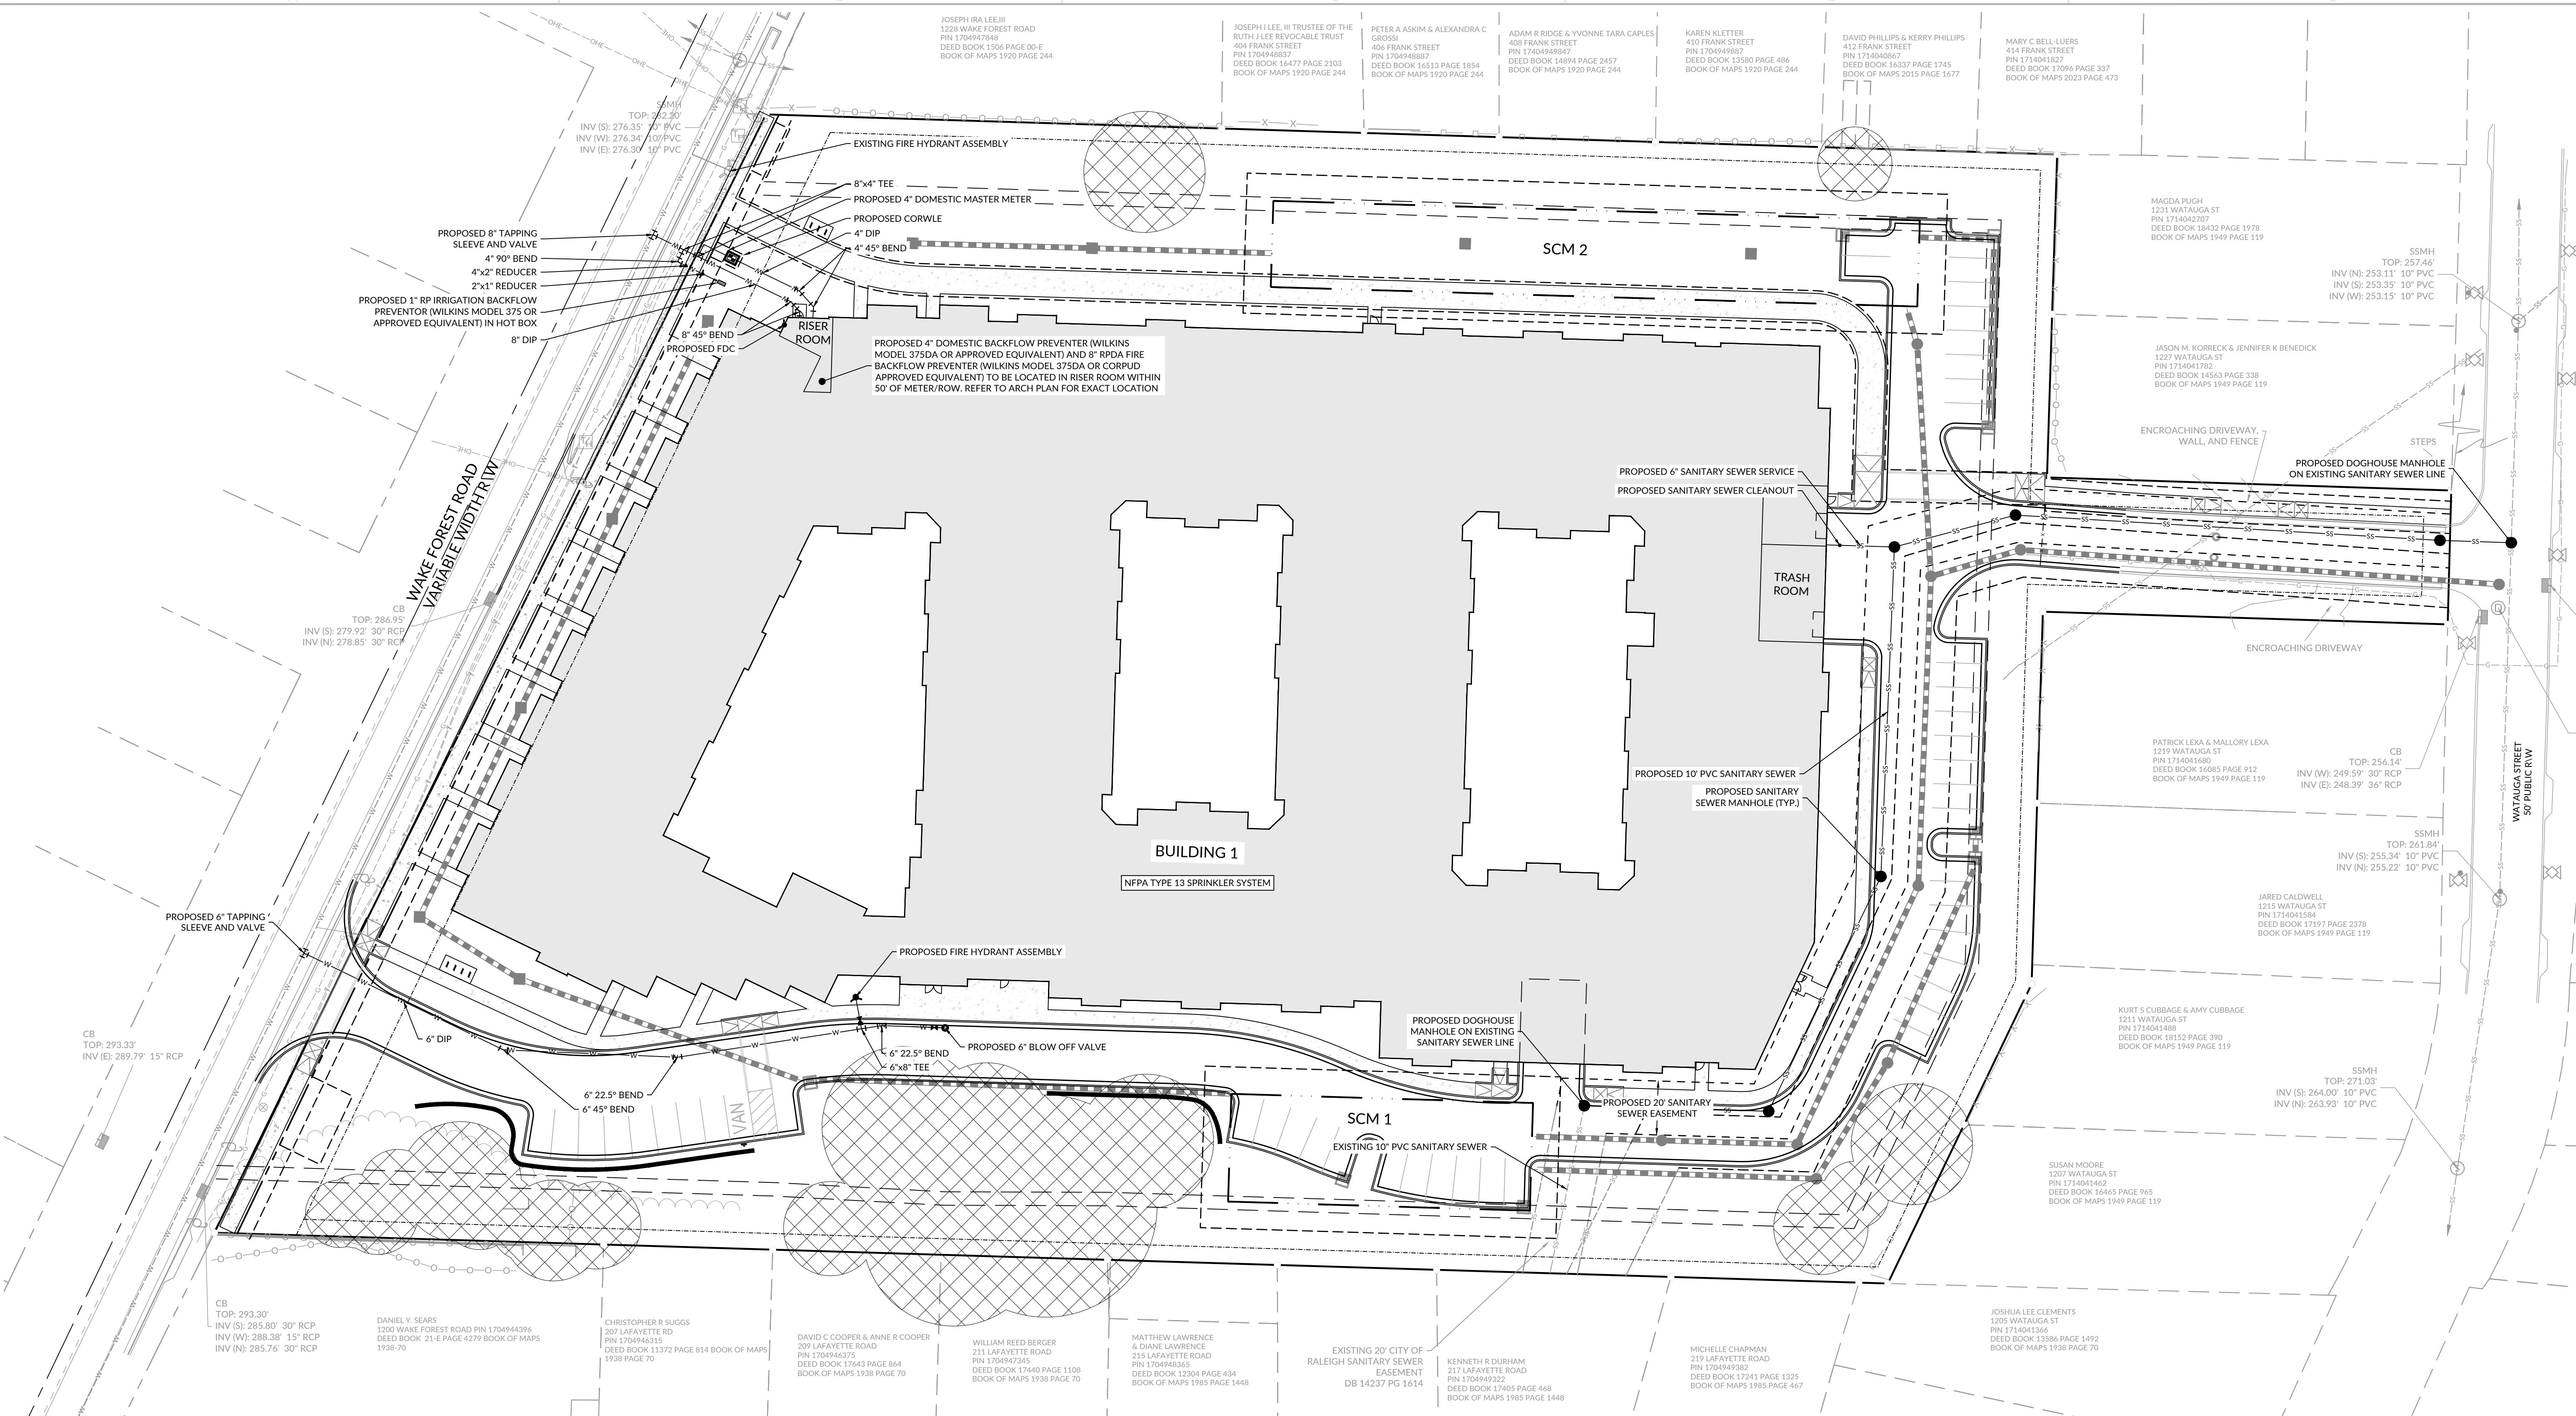 JOSEPH IRA LEE,III
1228 WAKE FOREST ROAD
PIN 1704947848
DEED BOOK 1506 PAGE 00-E
BOOK OF MAPS 1920 PAGE 244
JOSEPH I LEE, III TRUSTEE OF THE
RUTH J LEE REVOCABLE TRUST
404 FRANK STREET
PIN 1704948837
DEED BOOK 16477 PAGE 2103
BOOK OF MAPS 1920 PAGE 244
PETER A ASKIM & ALEXANDRA C
GROSSI
406 FRANK STREET
PIN 1704948887
DEED BOOK 16513 PAGE 1854
BOOK OF MAPS 1920 PAGE 244
ADAM R RIDGE & YVONNE TARA CAPLES
408 FRANK STREET
PIN 1704949847
DEED BOOK 14894 PAGE 2457
BOOK OF MAPS 1920 PAGE 244
KAREN KLETTER
410 FRANK STREET
PIN 1704949887
DEED BOOK 13580 PAGE 486
BOOK OF MAPS 1920 PAGE 244
DAVID PHILLIPS & KERRY PHILLIPS
412 FRANK STREET
PIN 1714040867
DEED BOOK 16337 PAGE 1745
BOOK OF MAPS 2015 PAGE 1677
MARY C BELL-LUERS
414 FRANK STREET
PIN 1714041827
DEED BOOK 17096 PAGE 337
BOOK OF MAPS 2023 PAGE 473
SSMH
TOP: 282.20'
INV (S): 276.35' 10" PVC
INV (W): 276.34' 10" PVC
INV (E): 276.30' 10" PVC
EXISTING FIRE HYDRANT ASSEMBLY
8"x4" TEE
PROPOSED 4" DOMESTIC MASTER METER
PROPOSED CORWLE
4" DIP
4" 45° BEND
PROPOSED 8" TAPPING
SLEEVE AND VALVE
4" 90° BEND
4"x2" REDUCER
2"x1" REDUCER
PROPOSED 1" RP IRRIGATION BACKFLOW
PREVENTOR (WILKINS MODEL 375 OR
APPROVED EQUIVALENT) IN HOT BOX
8" DIP
8" 45° BEND
PROPOSED FDC
RISER
ROOM
PROPOSED 4" DOMESTIC BACKFLOW PREVENTER (WILKINS
MODEL 375DA OR APPROVED EQUIVALENT) AND 8" RPDA FIRE
BACKFLOW PREVENTER (WILKINS MODEL 375DA OR CORPUD
APPROVED EQUIVALENT) TO BE LOCATED IN RISER ROOM WITHIN
50' OF METER/ROW. REFER TO ARCH PLAN FOR EXACT LOCATION
SCM 2
MAGDA PUGH
1231 WATAUGA ST
PIN 1714042707
DEED BOOK 18432 PAGE 1978
BOOK OF MAPS 1949 PAGE 119
SSMH
TOP: 257.46'
INV (N): 253.11' 10" PVC
INV (S): 253.35' 10" PVC
INV (W): 253.15' 10" PVC
JASON M. KORRECK & JENNIFER K BENEDICK
1227 WATAUGA ST
PIN 1714041782
DEED BOOK 14563 PAGE 338
BOOK OF MAPS 1949 PAGE 119
ENCROACHING DRIVEWAY,
WALL, AND FENCE
STEPS
PROPOSED DOGHOUSE MANHOLE
ON EXISTING SANITARY SEWER LINE
PROPOSED 6" SANITARY SEWER SERVICE
PROPOSED SANITARY SEWER CLEANOUT
WAKE FOREST ROAD
VARIABLE WIDTH R\W
TRASH
ROOM
CB
TOP: 286.95'
INV (S): 279.92' 30" RCP
INV (N): 278.85' 30" RCP
ENCROACHING DRIVEWAY
PATRICK LEXA & MALLORY LEXA
1219 WATAUGA ST
PIN 1714041680
DEED BOOK 16085 PAGE 912
BOOK OF MAPS 1949 PAGE 119
CB
TOP: 256.14'
INV (W): 249.59' 30" RCP
INV (E): 248.39' 36" RCP
WATAUGA STREET
50' PUBLIC R\W
PROPOSED 10' PVC SANITARY SEWER
PROPOSED SANITARY
SEWER MANHOLE (TYP.)
BUILDING 1
NFPA TYPE 13 SPRINKLER SYSTEM
SSMH
TOP: 261.84'
INV (S): 255.34' 10" PVC
INV (N): 255.22' 10" PVC
JARED CALDWELL
1215 WATAUGA ST
PIN 1714041584
DEED BOOK 17197 PAGE 2378
BOOK OF MAPS 1949 PAGE 119
PROPOSED 6" TAPPING
SLEEVE AND VALVE
PROPOSED FIRE HYDRANT ASSEMBLY
CB
TOP: 293.33'
INV (E): 289.79' 15" RCP
6" DIP
6" 22.5° BEND
6"x8" TEE
PROPOSED 6" BLOW OFF VALVE
6" 22.5° BEND
6" 45° BEND
VAN
PROPOSED DOGHOUSE
MANHOLE ON EXISTING
SANITARY SEWER LINE
PROPOSED 20' SANITARY
SEWER EASEMENT
SCM 1
EXISTING 10" PVC SANITARY SEWER
KURT S CUBBAGE & AMY CUBBAGE
1211 WATAUGA ST
PIN 1714041488
DEED BOOK 18152 PAGE 390
BOOK OF MAPS 1949 PAGE 119
SSMH
TOP: 271.03'
INV (S): 264.00' 10" PVC
INV (N): 263.93' 10" PVC
SUSAN MOORE
1207 WATAUGA ST
PIN 1714041462
DEED BOOK 16465 PAGE 965
BOOK OF MAPS 1949 PAGE 119
CB
TOP: 293.30'
INV (S): 285.80' 30" RCP
INV (W): 288.38' 15" RCP
INV (N): 285.76' 30" RCP
DANIEL Y. SEARS
1200 WAKE FOREST ROAD PIN 1704944396
DEED BOOK 21-E PAGE 4279 BOOK OF MAPS
1938-70
CHRISTOPHER R SUGGS
207 LAFAYETTE RD
PIN 1704946315
DEED BOOK 11372 PAGE 814 BOOK OF MAPS
1938 PAGE 70
DAVID C COOPER & ANNE R COOPER
209 LAFAYETTE ROAD
PIN 1704946375
DEED BOOK 17643 PAGE 864
BOOK OF MAPS 1938 PAGE 70
WILLIAM REED BERGER
211 LAFAYETTE ROAD
PIN 1704947345
DEED BOOK 17440 PAGE 1108
BOOK OF MAPS 1938 PAGE 70
MATTHEW LAWRENCE
& DIANE LAWRENCE
215 LAFAYETTE ROAD
PIN 1704948365
DEED BOOK 12304 PAGE 434
BOOK OF MAPS 1985 PAGE 1448
EXISTING 20' CITY OF
RALEIGH SANITARY SEWER
EASEMENT
DB 14237 PG 1614
KENNETH R DURHAM
217 LAFAYETTE ROAD
PIN 1704949322
DEED BOOK 17405 PAGE 468
BOOK OF MAPS 1985 PAGE 1448
MICHELLE CHAPMAN
219 LAFAYETTE ROAD
PIN 1704949382
DEED BOOK 17241 PAGE 1325
BOOK OF MAPS 1985 PAGE 467
JOSHUA LEE CLEMENTS
1205 WATAUGA ST
PIN 1714041366
DEED BOOK 13586 PAGE 1492
BOOK OF MAPS 1938 PAGE 70